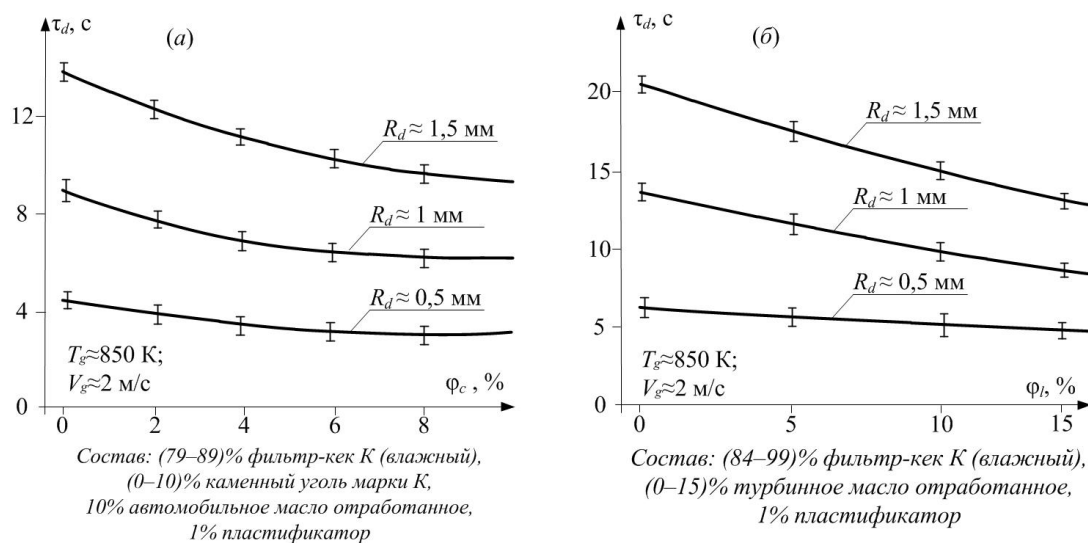 τd, с
(а)
12
8
4
0
Rd ≈ 1,5 мм
Rd ≈ 1 мм
Rd ≈ 0,5 мм
Tg≈850 К;
Vg≈2 м/с
φc , %
0 2 4 6 8
Состав: (79–89)% фильтр-кек К (влажный),
(0–10)% каменный уголь марки К,
10% автомобильное масло отработанное,
1% пластификатор
τd, с
(б)
20
15
10
5
0
Rd ≈ 1,5 мм
Rd ≈ 1 мм
Rd ≈ 0,5 мм
Tg≈850 К;
Vg≈2 м/с
φl, %
0 5 10 15
Состав: (84–99)% фильтр-кек К (влажный),
(0–15)% турбинное масло отработанное,
1% пластификатор